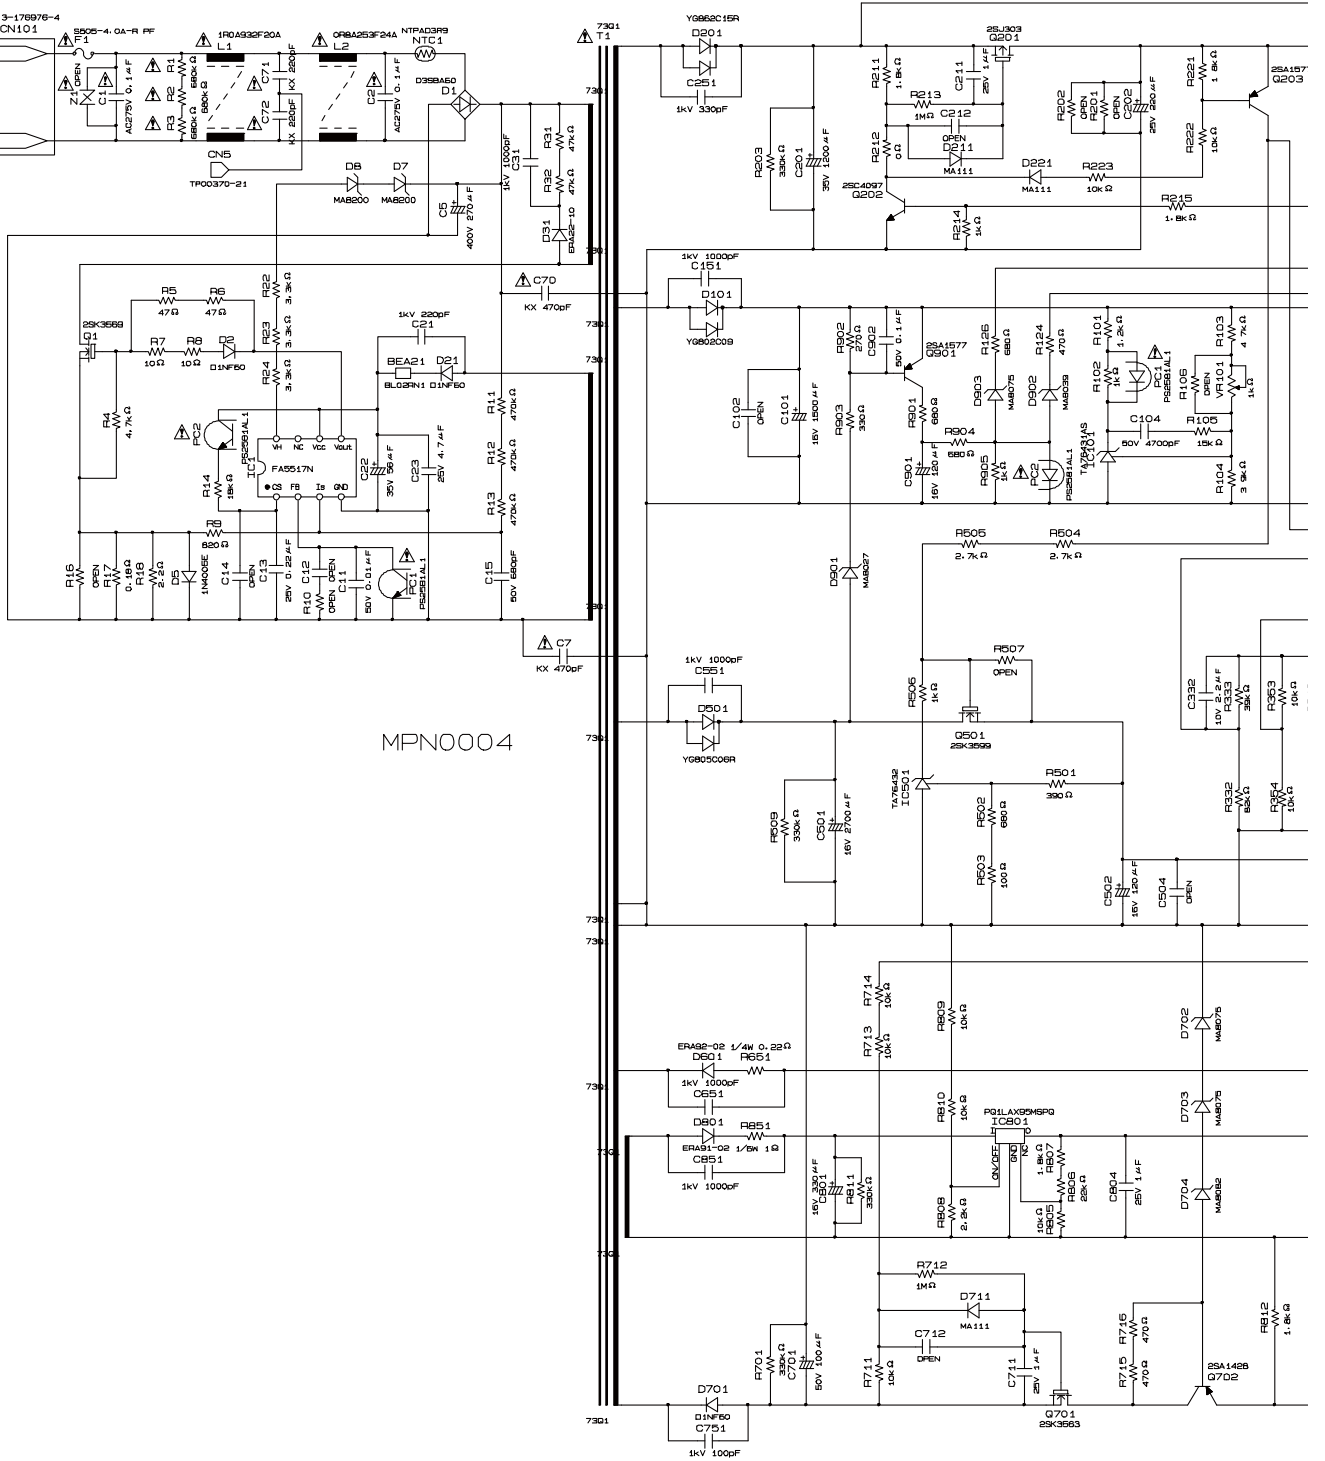 3-176976-4
CN101
F1
S505-4.0A-R PF
Z1
OPEN
C1
AC275V 0.1μF
R1
680kΩ
R2
680kΩ
R3
680kΩ
1R0A932F20A
L1
C71
KX 220pF
C72
KX 220pF
0R8A253F24A
L2
C2
AC275V 0.1μF
NTPAD3R9
NTC1
D3SBA60
D1
CN5
TP00370-21
D8
MA8200
D7
MA8200
C5
400V 270μF
1kV 1000pF
C31
R31
47kΩ
R32
47kΩ
D31
ERA22-10
C70
KX 470pF
2SK3569
Q1
R5
47Ω
R6
47Ω
R7
10Ω
R8
10Ω
D2
D1NF60
R22
3.3kΩ
R23
3.3kΩ
R24
3.3kΩ
1kV 220pF
C21
BEA21
BL02RN1
D21
D1NF60
R4
4.7kΩ
PC2
PS2581AL1
IC1
FA5517N
VH
NC
Vcc
Vout
CS
FB
Is
GND
R14
18kΩ
C22
35V 56μF
C23
25V 4.7μF
R11
470kΩ
R12
470kΩ
R13
470kΩ
R9
820Ω
R16
OPEN
R17
0.18Ω
R18
2.2Ω
D5
1N4005E
C14
OPEN
C13
25V 0.22μF
C12
OPEN
R10
OPEN
C11
50V 0.01μF
PC1
PS2581AL1
C15
50V 680pF
C7
KX 470pF
MPN0004
73Q1
T1
73Q1
73Q1
73Q1
73Q1
73Q1
73Q1
73Q1
73Q1
73Q1
73Q1
73Q1
73Q1
YG862C15R
D201
C251
1kV 330pF
R203
330kΩ
C201
35V 1200μF
R211
1.8kΩ
C211
25V 1μF
2SJ303
Q201
R213
1MΩ
C212
OPEN
D211
MA111
R212
0Ω
2SC4097
Q202
R214
1kΩ
D221
MA111
R223
10kΩ
R215
1.8kΩ
R202
OPEN
R201
OPEN
C202
25V 220μF
R221
1.8kΩ
R222
10kΩ
2SA1577
Q203
1kV 1000pF
C151
D101
YG802C09
C102
OPEN
C101
16V 1500μF
R902
270Ω
C902
50V 0.1μF
2SA1577
Q901
R903
330Ω
R901
680Ω
C901
16V 120μF
R904
680Ω
R126
680Ω
R124
470Ω
D903
MA8075
D902
MA8039
R905
1kΩ
PC2
PS2581AL1
R101
1.2kΩ
R102
1kΩ
PC1
PS2581AL1
R106
OPEN
R103
4.7kΩ
VR101
1kΩ
C104
50V 4700pF
R105
15kΩ
TA76431AS
IC101
R104
3.9kΩ
R505
2.7kΩ
R504
2.7kΩ
D901
MA8027
1kV 1000pF
C551
D501
YG805C06R
R507
OPEN
R506
1kΩ
Q501
2SK3599
TA76432
IC501
R501
390Ω
R502
680Ω
R503
100Ω
R509
330kΩ
C501
16V 2700μF
C502
16V 120μF
C504
OPEN
C332
10V 2.2μF
R333
39kΩ
R353
10kΩ
R332
82kΩ
R354
10kΩ
R714
10kΩ
R713
10kΩ
R809
10kΩ
R810
10kΩ
D702
MA8075
D703
MA8075
D704
MA8082
ERA92-02
1/4W 0.22Ω
D601
R651
1kV 1000pF
C651
D801
R851
ERA91-02
1/6W 1Ω
C851
1kV 1000pF
16V 330μF
C801
R811
330kΩ
PQ1LAX95MSPQ
IC801
I
O
ON/OFF
GND
NC
R808
2.2kΩ
1.8kΩ
R807
R806
22kΩ
10kΩ
R805
C804
25V 1μF
R712
1MΩ
D711
MA111
C712
OPEN
R711
10kΩ
C711
25V 1μF
Q701
2SK3563
R701
330kΩ
C701
50V 100μF
D701
D1NF60
C751
1kV 100pF
R716
470Ω
R715
470Ω
2SA1428
Q702
R812
1.8kΩ